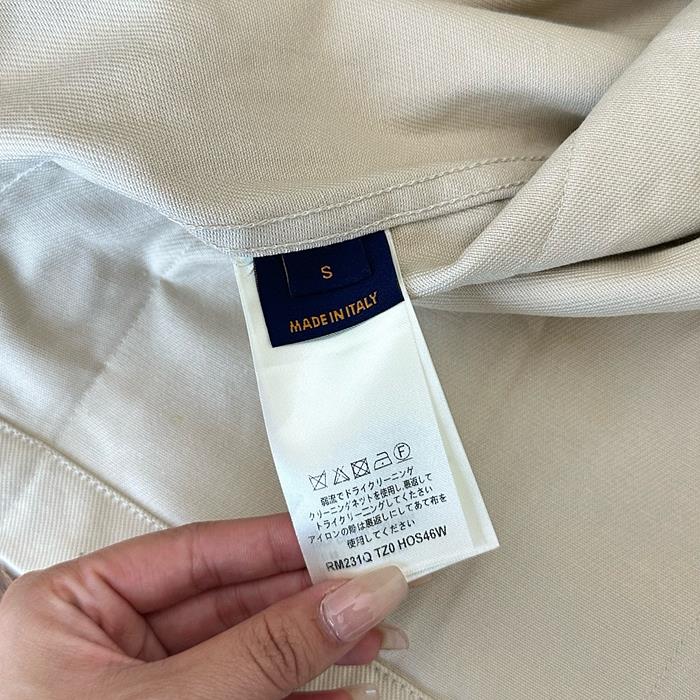 S
MADE IN ITALY
F
弱流でドライクリーニング
クリーニングネットを使用し裏返して
ドライクリーニングしてください
アイロンの際は裏返しにしてあて布を
使用してください
RM231Q TZ0 HOS46W